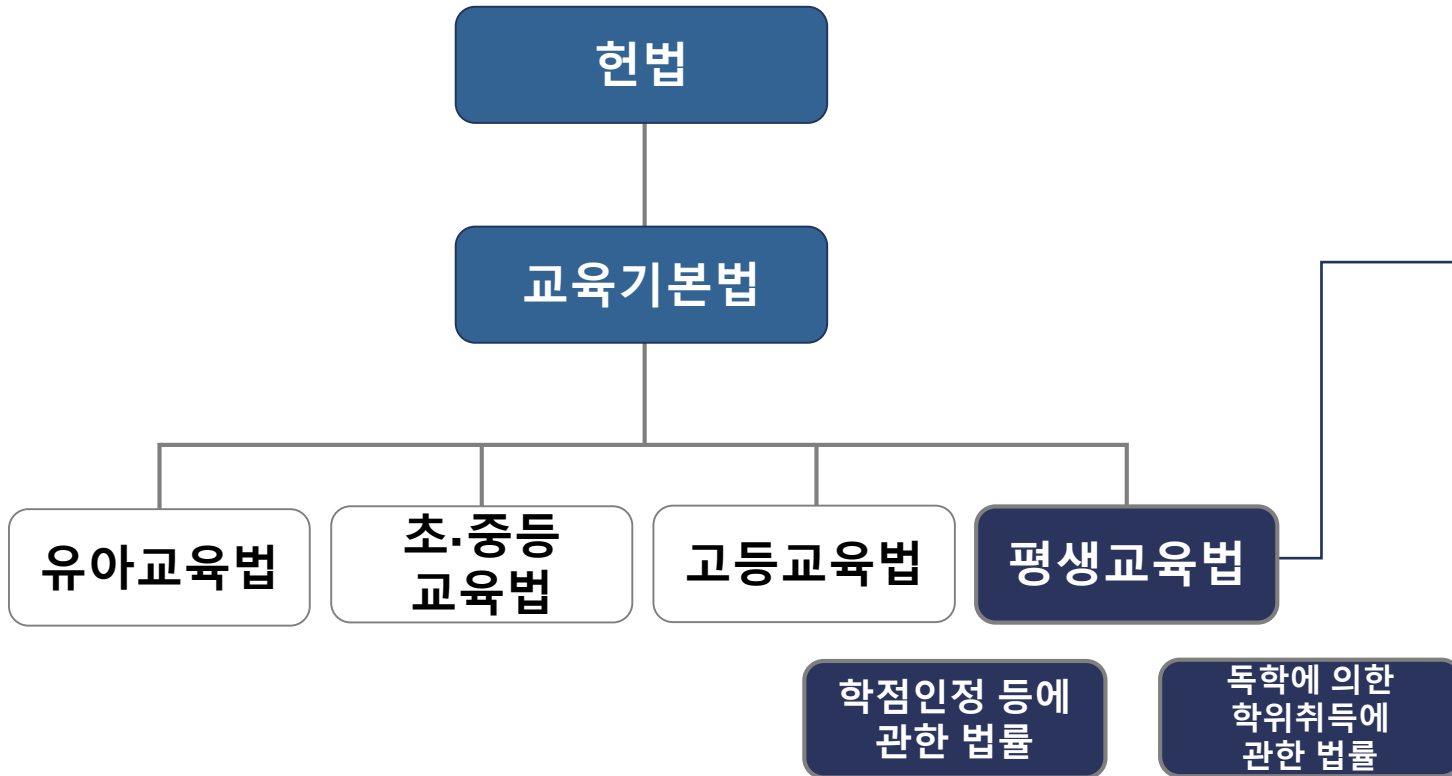 헌법
교육기본법
유아교육법
초·중등
교육법
고등교육법
평생교육법
학점인정 등에
관한 법률
독학에 의한
학위취득에
관한 법률